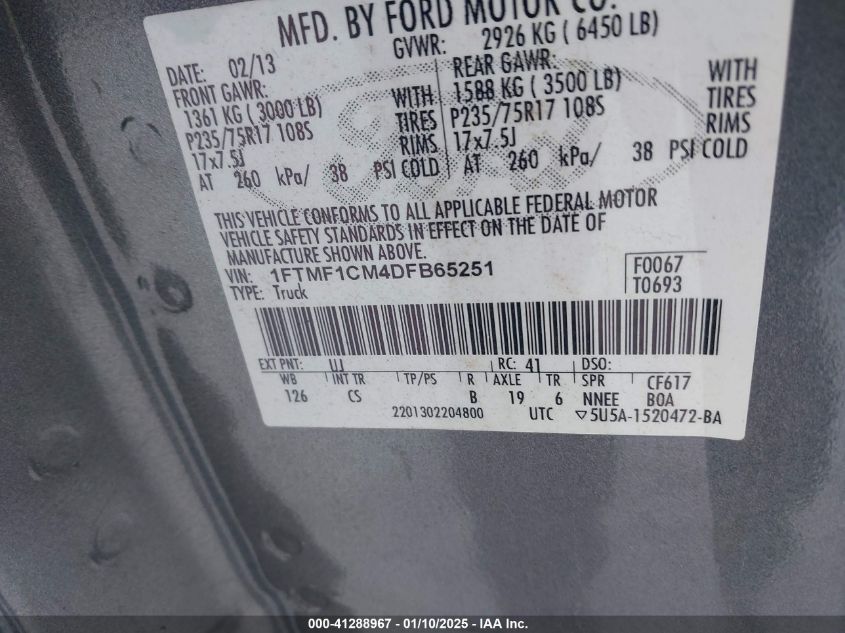 MFD. BY FORD MOTOR CO.
DATE: 02/13 GVWR: 2926 KG ( 6450 LB)
FRONT GAWR: REAR GAWR:
1361 KG ( 3000 LB) WITH 1588 KG ( 3500 LB) WITH
P235/75R17 108S TIRES P235/75R17 108S TIRES
17x7.5J RIMS 17x7.5J RIMS
AT 260 kPa/ 38 PSI COLD AT 260 kPa/ 38 PSI COLD
THIS VEHICLE CONFORMS TO ALL APPLICABLE FEDERAL MOTOR
VEHICLE SAFETY STANDARDS IN EFFECT ON THE DATE OF
MANUFACTURE SHOWN ABOVE.
VIN: 1FTMF1CM4DFB65251 F0067
TYPE: Truck T0693
EXT PNT: UJ RC: 41 DSO:
WB INT TR TP/PS R AXLE TR SPR CF617
126 CS B 19 6 NNEE BOA
2201302204800 UTC ▽5U5A-1520472-BA
000-41288967 - 01/10/2025 - IAA Inc.